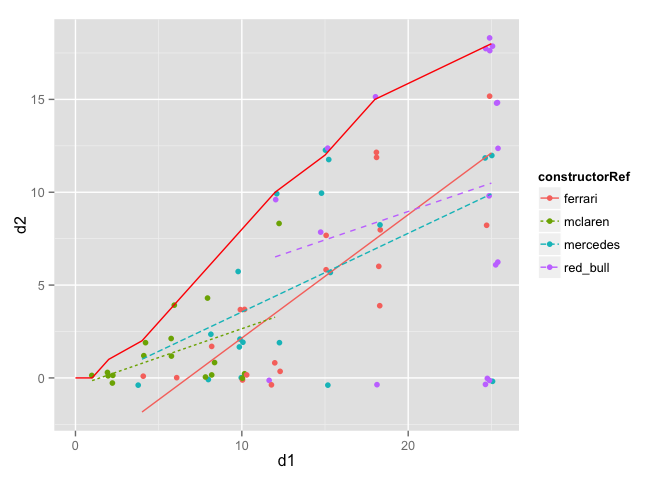 15
10
5
0
d2
0
10
20
d1
constructorRef
ferrari
mclaren
mercedes
red_bull